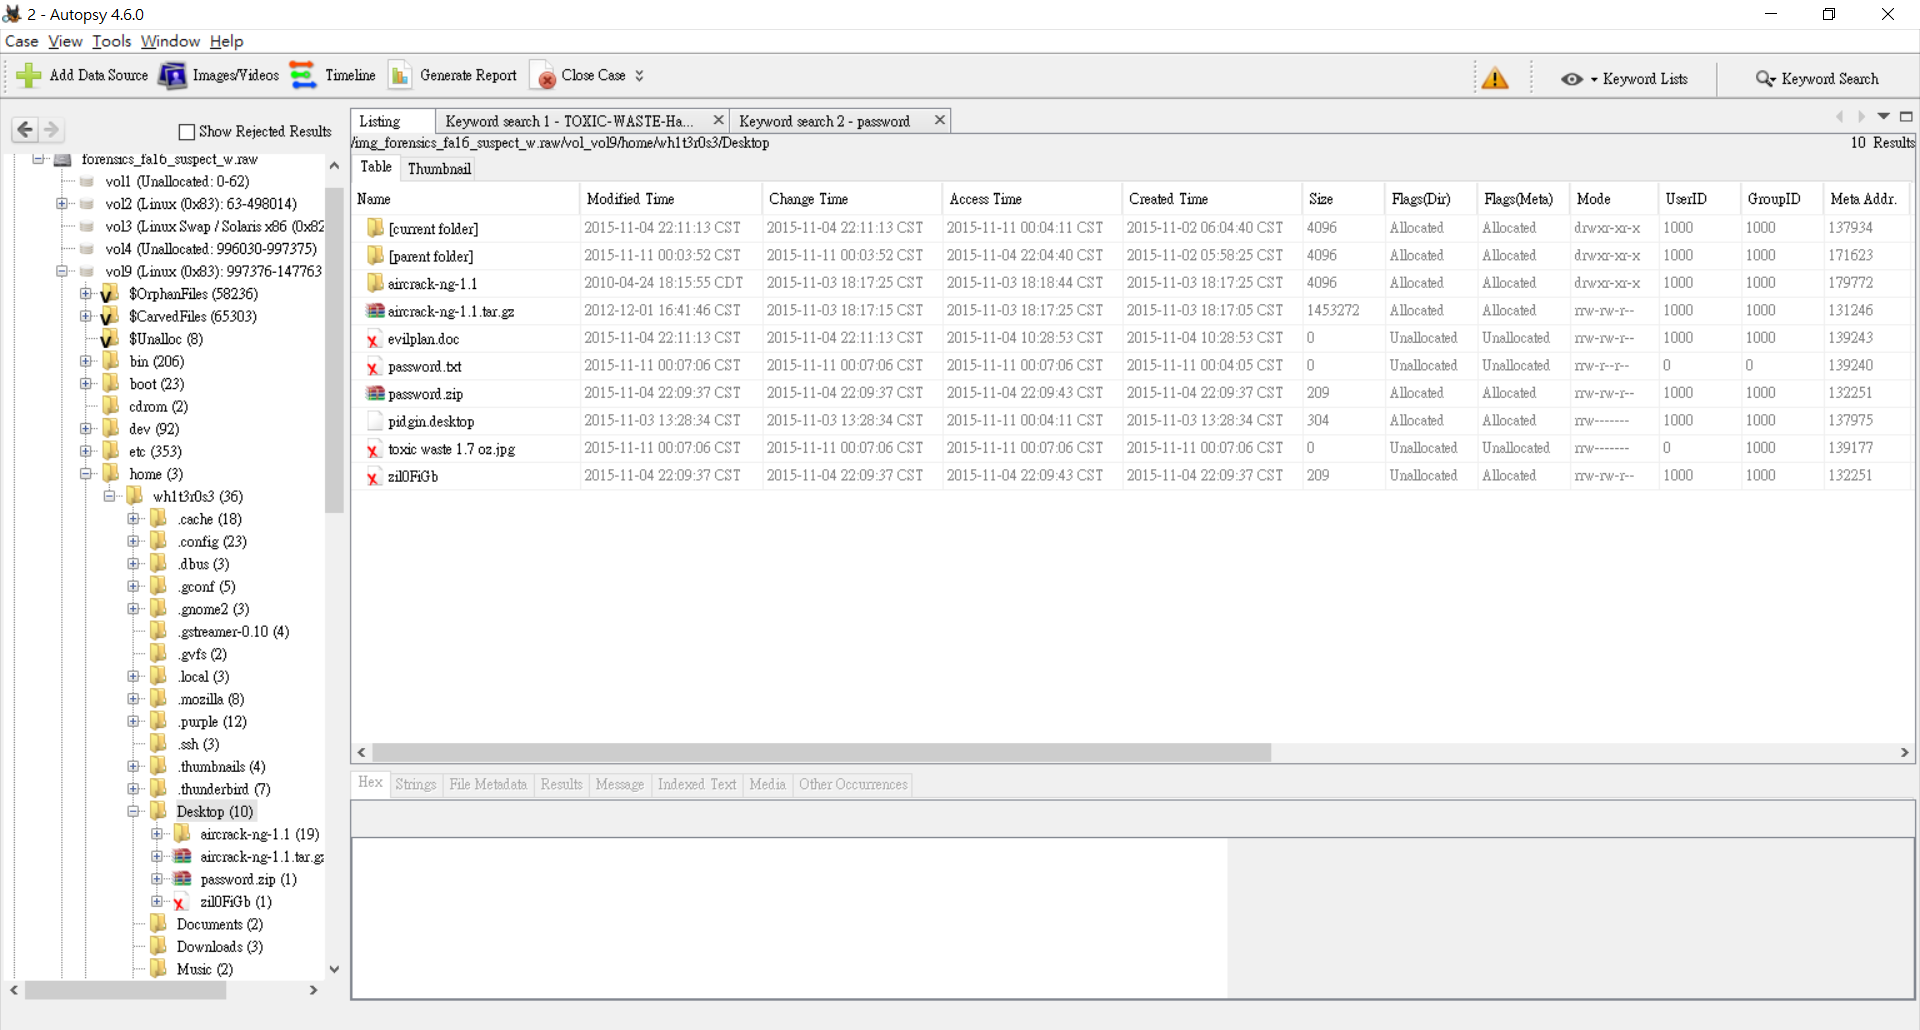 2 - Autopsy 4.6.0
Case View Tools Window Help
Add Data Source Images/Videos Timeline Generate Report Close Case Keyword Lists Keyword Search
Show Rejected Results
forensics_fa16_suspect_w.raw
vol1 (Unallocated: 0-62)
vol2 (Linux (0x83): 63-498014)
vol3 (Linux Swap / Solaris x86 (0x82
vol4 (Unallocated: 996030-997375)
vol9 (Linux (0x83): 997376-147763
$OrphanFiles (58236)
$CarvedFiles (65303)
$Unalloc (8)
bin (206)
boot (23)
cdrom (2)
dev (92)
etc (353)
home (3)
wh1t3r0s3 (36)
.cache (18)
.config (23)
.dbus (3)
.gconf (5)
.gnome2 (3)
.gstreamer-0.10 (4)
.gvfs (2)
.local (3)
.mozilla (8)
.purple (12)
.ssh (3)
.thumbnails (4)
.thunderbird (7)
Desktop (10)
aircrack-ng-1.1 (19)
aircrack-ng-1.1.tar.gz
password.zip (1)
zil0FiGb (1)
Documents (2)
Downloads (3)
Music (2)
Listing Keyword search 1 - TOXIC-WASTE-Ha... Keyword search 2 - password
/img_forensics_fa16_suspect_w.raw/vol_vol9/home/wh1t3r0s3/Desktop 10 Results
Table Thumbnail
Name Modified Time Change Time Access Time Created Time Size Flags(Dir) Flags(Meta) Mode UserID GroupID Meta Addr.
[current folder] 2015-11-04 22:11:13 CST 2015-11-04 22:11:13 CST 2015-11-11 00:04:11 CST 2015-11-02 06:04:40 CST 4096 Allocated Allocated drwxr-xr-x 1000 1000 137934
[parent folder] 2015-11-11 00:03:52 CST 2015-11-11 00:03:52 CST 2015-11-04 22:04:40 CST 2015-11-02 05:58:25 CST 4096 Allocated Allocated drwxr-xr-x 1000 1000 171623
aircrack-ng-1.1 2010-04-24 18:15:55 CDT 2015-11-03 18:17:25 CST 2015-11-03 18:18:44 CST 2015-11-03 18:17:25 CST 4096 Allocated Allocated drwxr-xr-x 1000 1000 179772
aircrack-ng-1.1.tar.gz 2012-12-01 16:41:46 CST 2015-11-03 18:17:15 CST 2015-11-03 18:17:25 CST 2015-11-03 18:17:05 CST 1453272 Allocated Allocated rrw-rw-r-- 1000 1000 131246
evilplan.doc 2015-11-04 22:11:13 CST 2015-11-04 22:11:13 CST 2015-11-04 10:28:53 CST 2015-11-04 10:28:53 CST 0 Unallocated Unallocated rrw-rw-r-- 1000 1000 139243
password.txt 2015-11-11 00:07:06 CST 2015-11-11 00:07:06 CST 2015-11-11 00:07:06 CST 2015-11-11 00:04:05 CST 0 Unallocated Unallocated rrw-r--r-- 0 0 139240
password.zip 2015-11-04 22:09:37 CST 2015-11-04 22:09:37 CST 2015-11-04 22:09:43 CST 2015-11-04 22:09:37 CST 209 Allocated Allocated rrw-rw-r-- 1000 1000 132251
pidgin.desktop 2015-11-03 13:28:34 CST 2015-11-03 13:28:34 CST 2015-11-11 00:04:11 CST 2015-11-03 13:28:34 CST 304 Allocated Allocated rrw------- 1000 1000 137975
toxic waste 1.7 oz.jpg 2015-11-11 00:07:06 CST 2015-11-11 00:07:06 CST 2015-11-11 00:07:06 CST 2015-11-11 00:07:06 CST 0 Unallocated Unallocated rrw------- 0 1000 139177
zil0FiGb 2015-11-04 22:09:37 CST 2015-11-04 22:09:37 CST 2015-11-04 22:09:43 CST 2015-11-04 22:09:37 CST 209 Unallocated Allocated rrw-rw-r-- 1000 1000 132251
Hex Strings File Metadata Results Message Indexed Text Media Other Occurrences